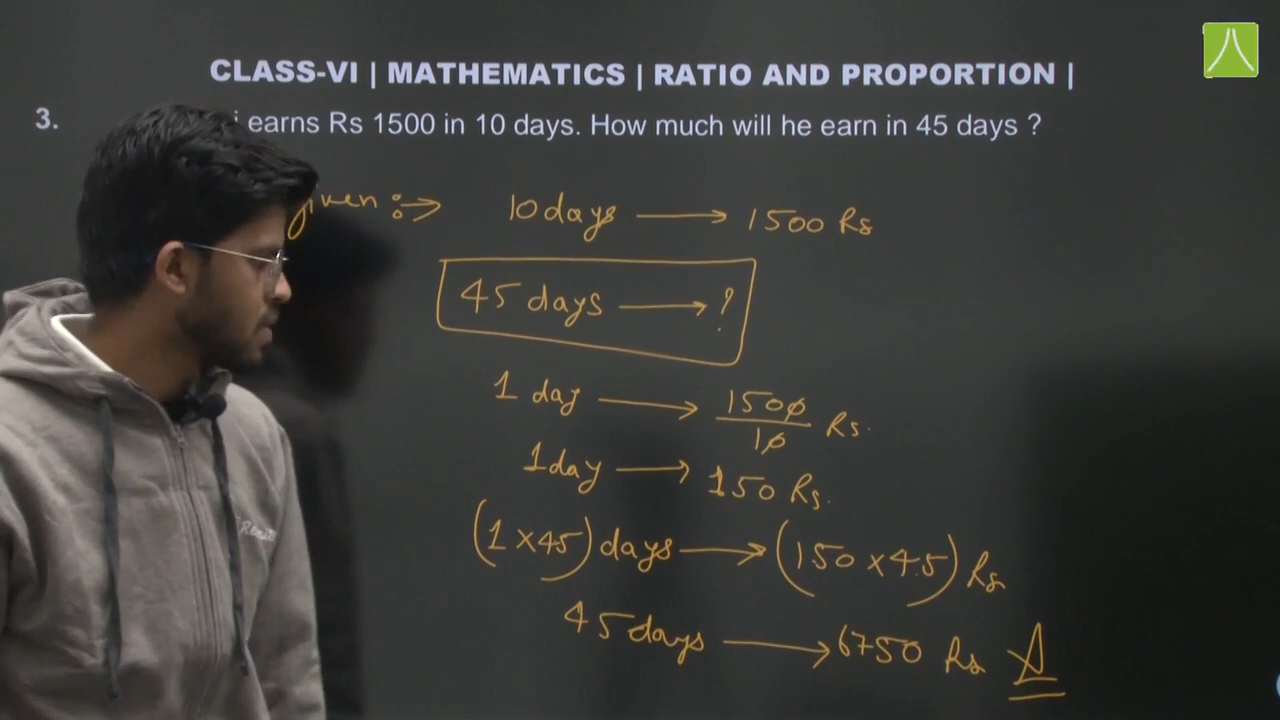 CLASS-VI | MATHEMATICS | RATIO AND PROPORTION |
3. i earns Rs 1500 in 10 days. How much will he earn in 45 days ?
given :→ 10 days → 1500 Rs
45 days → ?
1 day → 1500/10 Rs.
1 day → 150 Rs.
(1 × 45) days → (150 × 45) Rs
45 days → 6750 Rs A